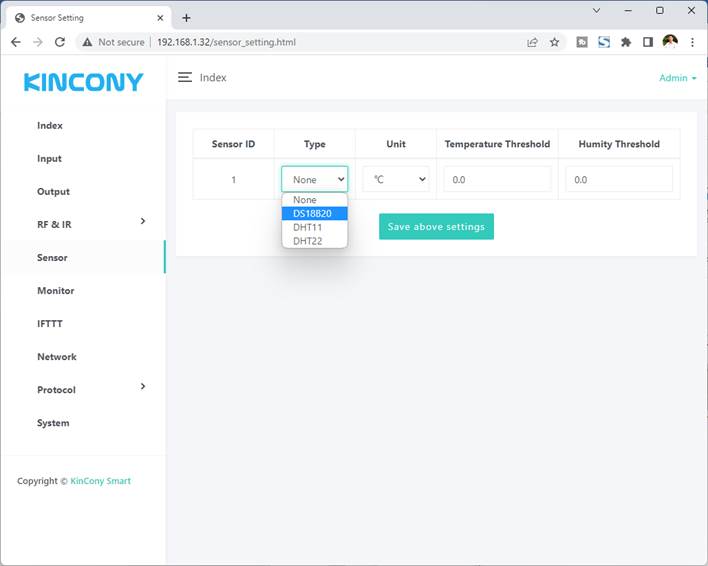 Sensor Setting
Not secure | 192.168.1.32/sensor_setting.html
KINCONY
Index
Admin
Index
Input
Output
RF & IR
Sensor
Monitor
IFTTT
Network
Protocol
System
Copyright © KinCony Smart
Sensor ID Type Unit Temperature Threshold Humity Threshold
1 None °C 0.0 0.0
None
DS18B20
DHT11
DHT22
Save above settings